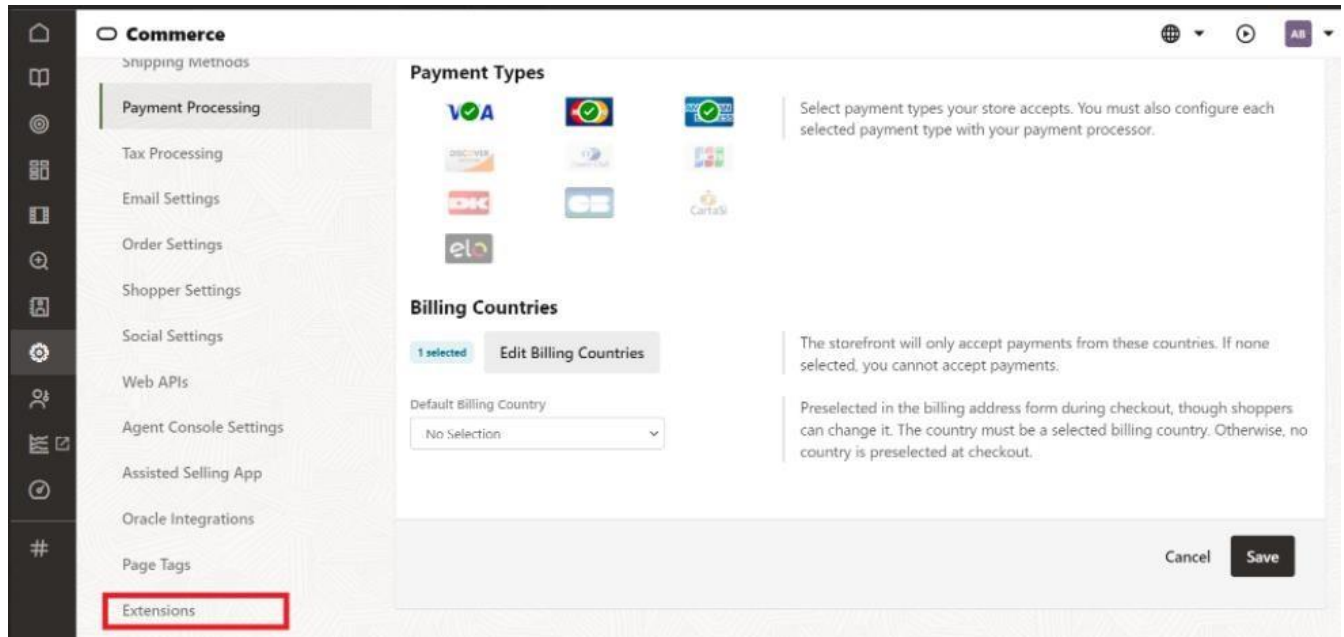 Commerce
AB
Shipping Methods
Payment Processing
Tax Processing
Email Settings
Order Settings
Shopper Settings
Social Settings
Web APIs
Agent Console Settings
Assisted Selling App
Oracle Integrations
Page Tags
Extensions
Payment Types
Select payment types your store accepts. You must also configure each
selected payment type with your payment processor.
DISCOVER
CB
CartaSi
elo
Billing Countries
1 selected
Edit Billing Countries
The storefront will only accept payments from these countries. If none
selected, you cannot accept payments.
Default Billing Country
No Selection
Preselected in the billing address form during checkout, though shoppers
can change it. The country must be a selected billing country. Otherwise, no
country is preselected at checkout.
Cancel
Save
#